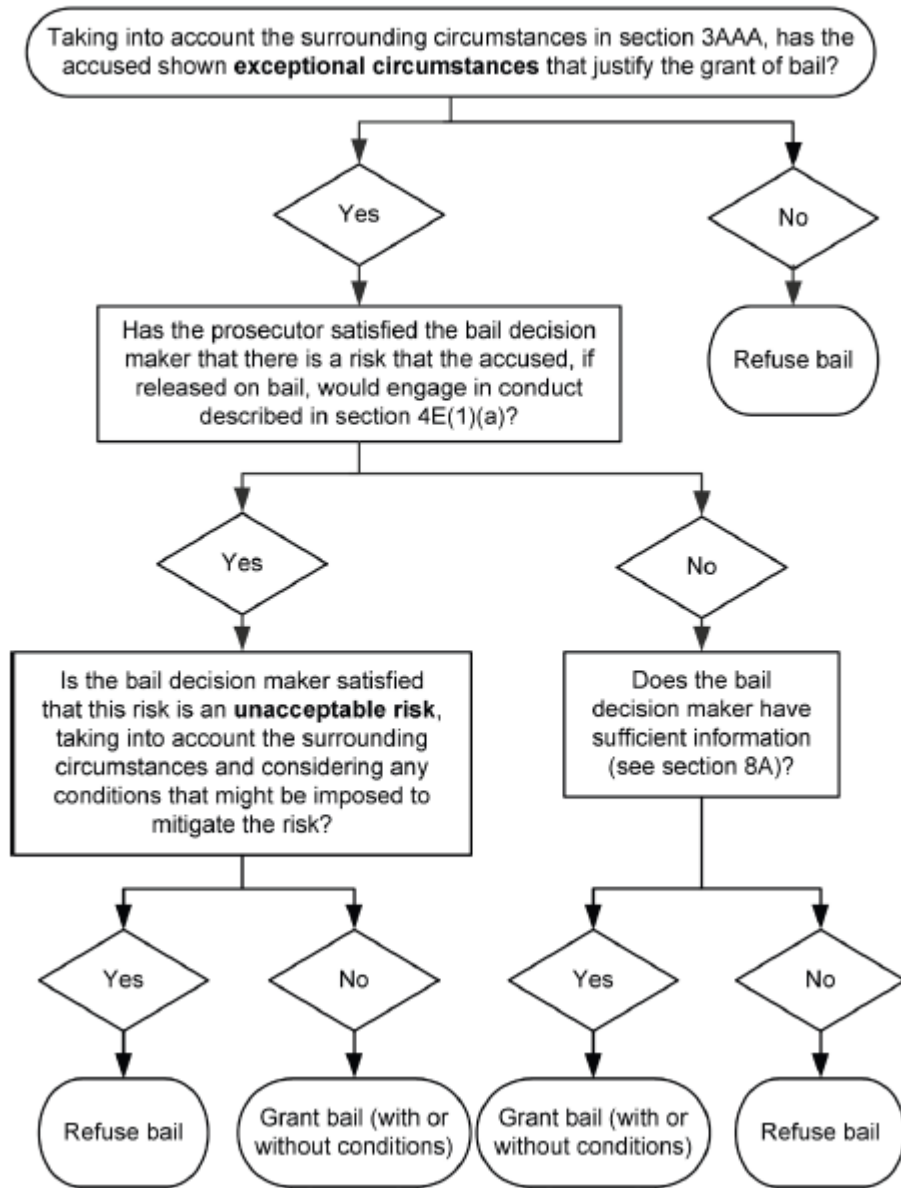 Taking into account the surrounding circumstances in section 3AAA, has the
accused shown exceptional circumstances that justify the grant of bail?
Yes
No
Has the prosecutor satisfied the bail decision
maker that there is a risk that the accused, if
released on bail, would engage in conduct
described in section 4E(1)(a)?
Refuse bail
Yes
No
Is the bail decision maker satisfied
that this risk is an unacceptable risk,
taking into account the surrounding
circumstances and considering any
conditions that might be imposed to
mitigate the risk?
Does the bail
decision maker have
sufficient information
(see section 8A)?
Yes
No
Yes
No
Refuse bail
Grant bail (with or
without conditions)
Grant bail (with or
without conditions)
Refuse bail